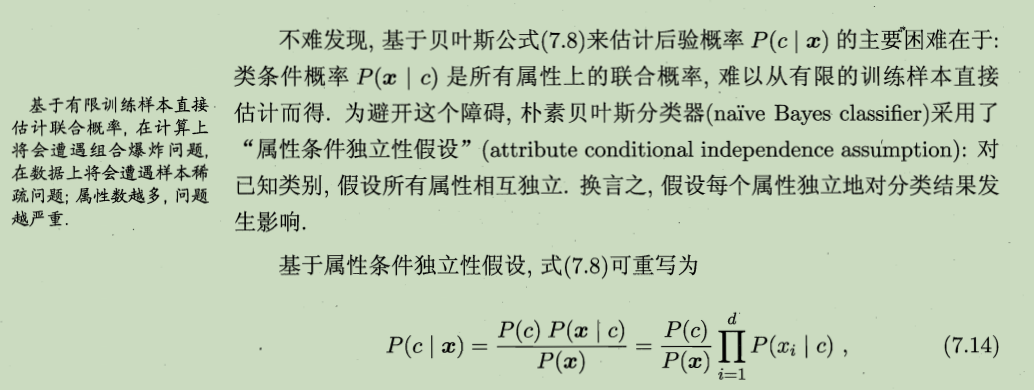 不难发现, 基于贝叶斯公式(7.8)来估计后验概率 P(c | x) 的主要困难在于:
类条件概率 P(x | c) 是所有属性上的联合概率, 难以从有限的训练样本直接
估计而得. 为避开这个障碍, 朴素贝叶斯分类器(naïve Bayes classifier)采用了
“属性条件独立性假设” (attribute conditional independence assumption): 对
已知类别, 假设所有属性相互独立. 换言之, 假设每个属性独立地对分类结果发
生影响.
基于有限训练样本直接
估计联合概率, 在计算上
将会遭遇组合爆炸问题,
在数据上将会遭遇样本稀
疏问题; 属性数越多, 问题
越严重.
基于属性条件独立性假设, 式(7.8)可重写为
P(c | x) = P(c) P(x | c) / P(x) = P(c) / P(x) ∏_{i=1}^{d} P(x_i | c) , (7.14)